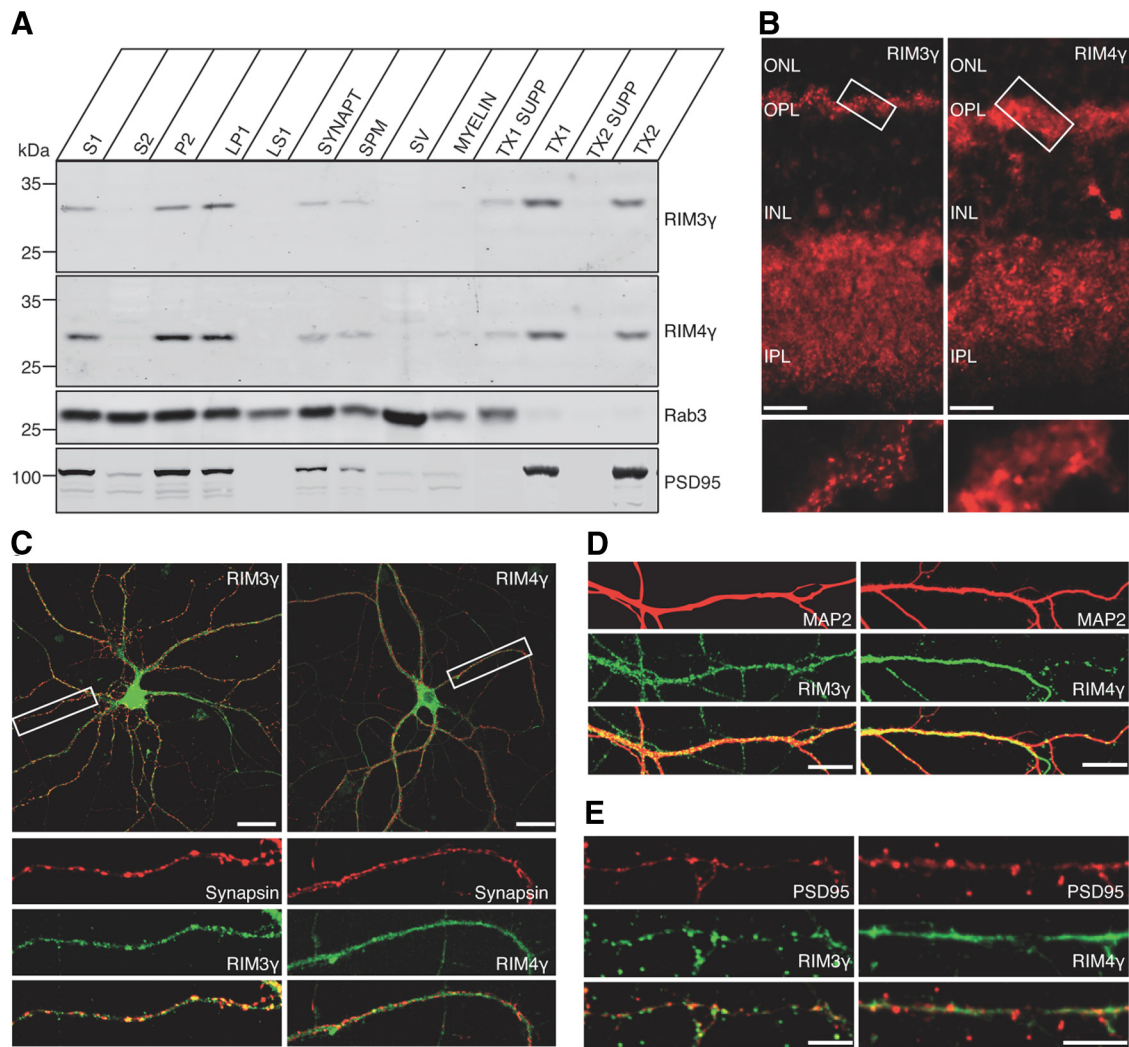 A
S1
S2
P2
LP1
LS1
SYNAPT
SPM
SV
MYELIN
TX1 SUPP
TX1
TX2 SUPP
TX2
kDa
35
25
RIM3γ
35
25
RIM4γ
25
Rab3
100
PSD95
B
RIM3γ
ONL
OPL
INL
IPL
RIM4γ
ONL
OPL
INL
IPL
C
RIM3γ
RIM4γ
Synapsin
Synapsin
RIM3γ
RIM4γ
D
MAP2
MAP2
RIM3γ
RIM4γ
E
PSD95
PSD95
RIM3γ
RIM4γ